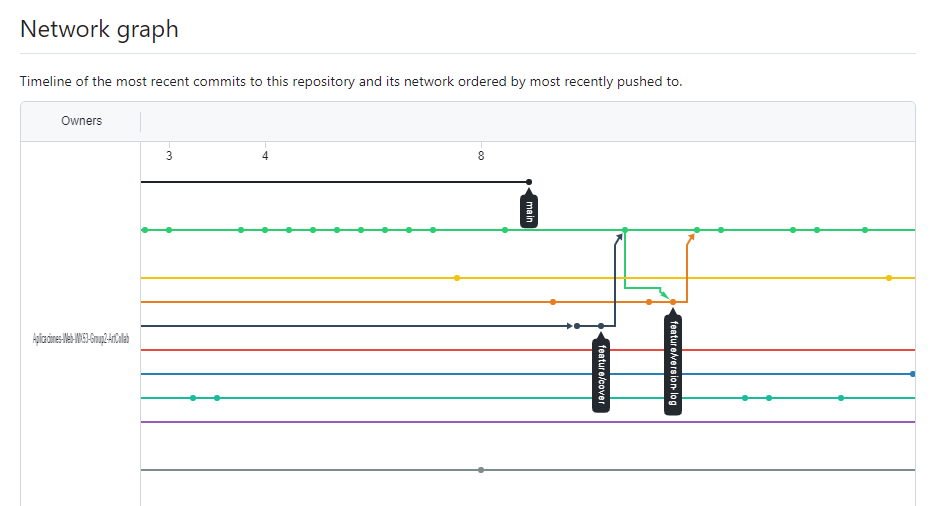 Network graph
Timeline of the most recent commits to this repository and its network ordered by most recently pushed to.
Owners
3 4 8
main
Aplicaciones-Web-WX53-Group2-ArtCollab
feature/cover
feature/version-log